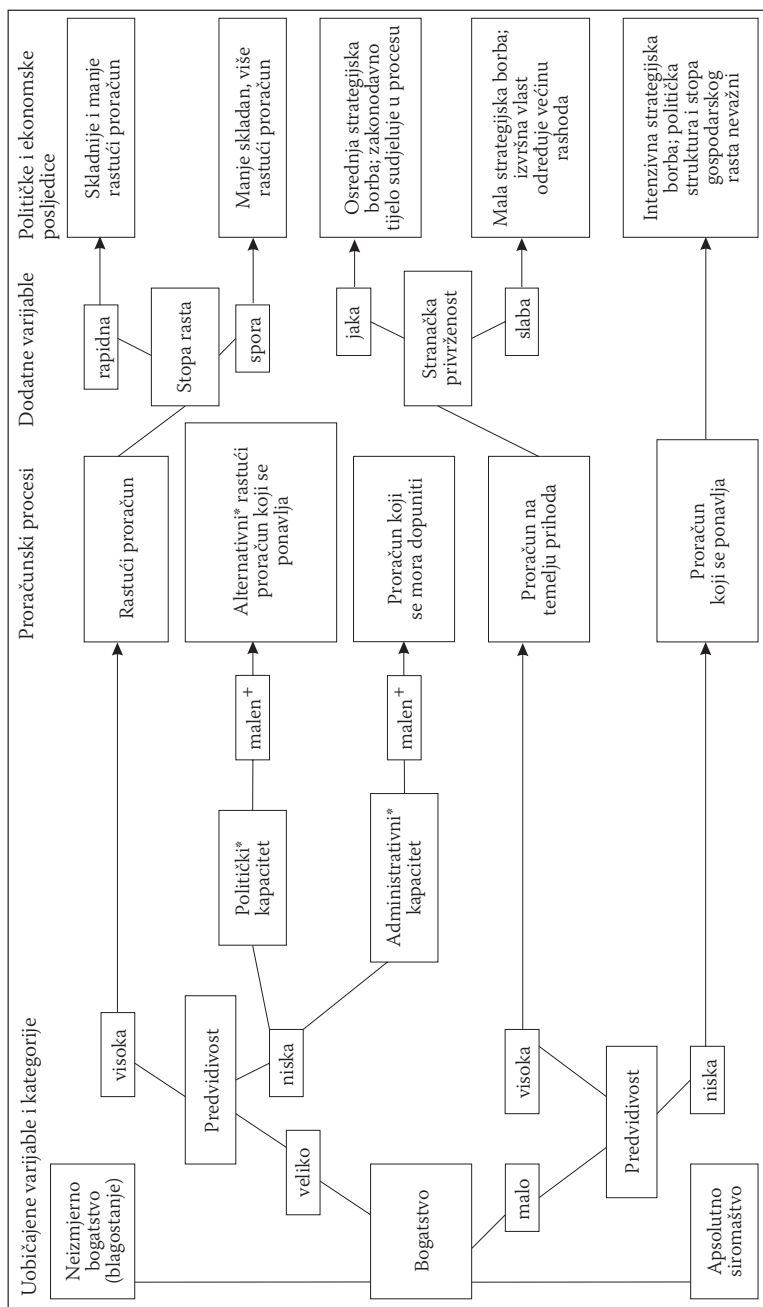 Uobičajene varijable i kategorije
Proračunski procesi
Dodatne varijable
Političke i ekonomske
posljedice
Neizmjerno
bogatstvo
(blagostanje)
visoka
Rastući proračun
rapidna
Skladnije i manje
rastući proračun
Predvidivost
Stopa rasta
niska
veliko
Politički*
kapacitet
malen+
Alternativni* rastući
proračun koji se
ponavlja
spora
Manje skladan, više
rastući proračun
Bogatstvo
Administrativni*
kapacitet
malen+
Proračun koji
se mora dopuniti
jaka
Osrednja strategijska
borba; zakonodavno
tijelo sudjeluje u procesu
Stranačka
privrženost
malo
visoka
Proračun na
temelju prihoda
slaba
Mala strategijska borba;
izvršna vlast
određuje većinu
rashoda
Predvidivost
Apsolutno
siromaštvo
niska
Proračun
koji se ponavlja
Intenzivna strategijska
borba; politička
struktura i stopa
gospodarskog
rasta nevažni